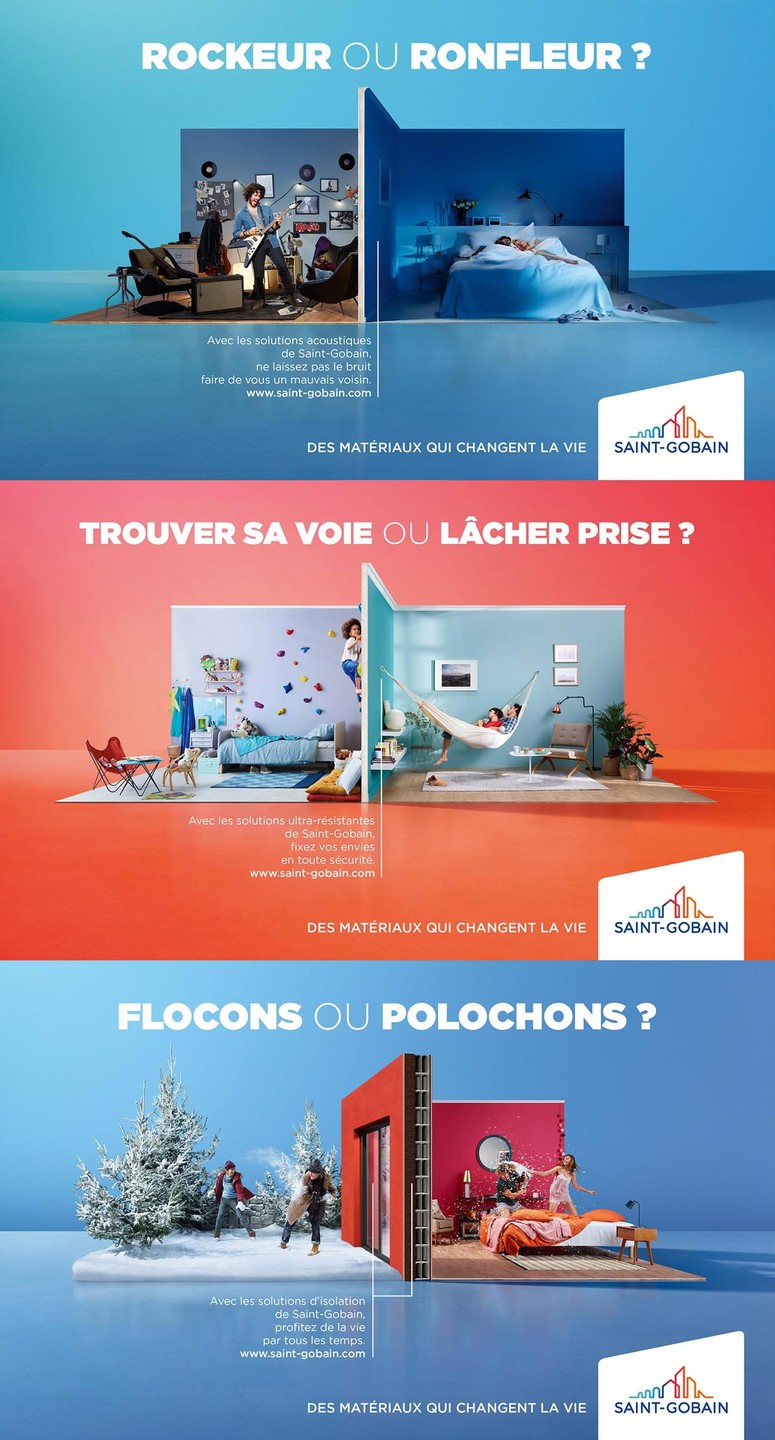 ROCKEUR OU RONFLEUR ?
Avec les solutions acoustiques
de Saint-Gobain,
ne laissez pas le bruit
faire de vous un mauvais voisin.
www.saint-gobain.com
DES MATÉRIAUX QUI CHANGENT LA VIE
SAINT-GOBAIN
TROUVER SA VOIE OU LÂCHER PRISE ?
Avec les solutions ultra-résistantes
de Saint-Gobain,
fixez vos envies
en toute sécurité.
www.saint-gobain.com
DES MATÉRIAUX QUI CHANGENT LA VIE
SAINT-GOBAIN
FLOCONS OU POLOCHONS ?
Avec les solutions d'isolation
de Saint-Gobain,
profitez de la vie
par tous les temps.
www.saint-gobain.com
DES MATÉRIAUX QUI CHANGENT LA VIE
SAINT-GOBAIN